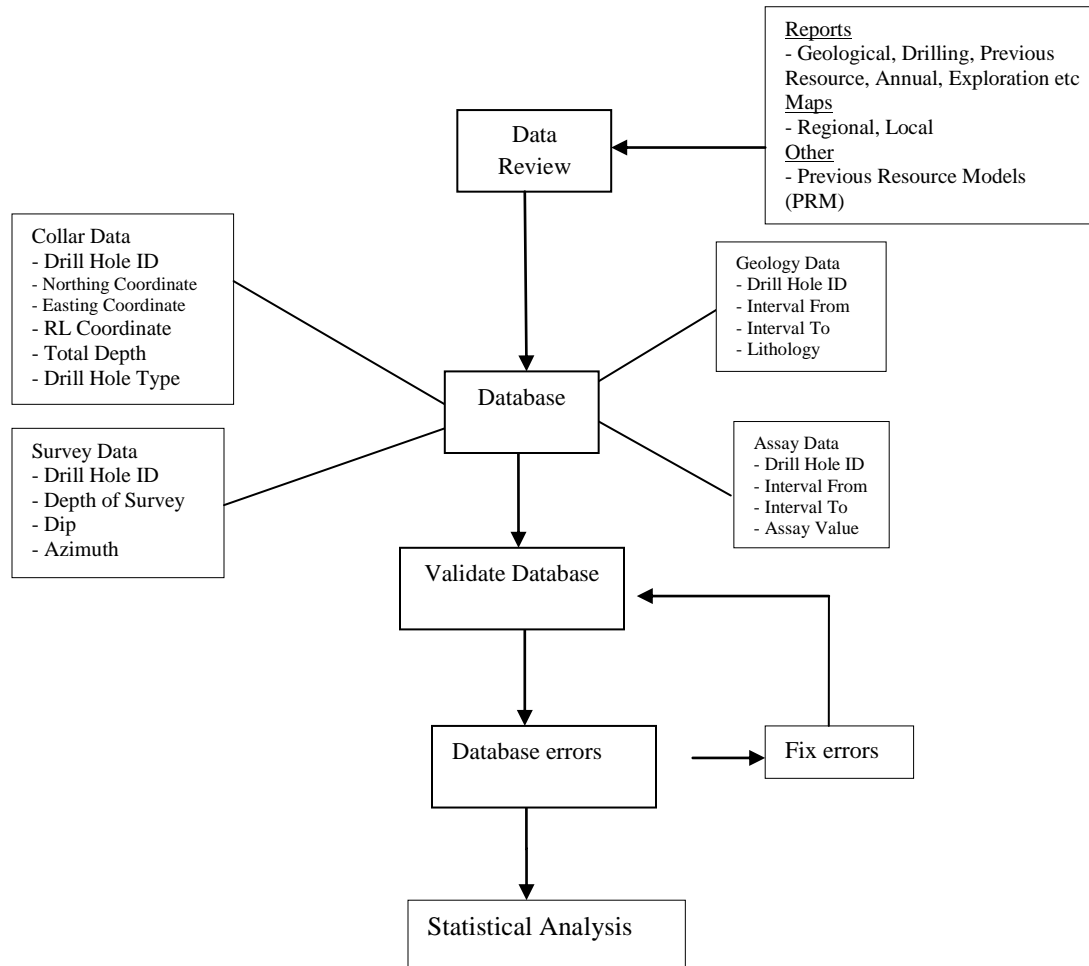 Reports
- Geological, Drilling, Previous
Resource, Annual, Exploration etc
Maps
- Regional, Local
Other
- Previous Resource Models
(PRM)
Data
Review
Collar Data
- Drill Hole ID
- Northing Coordinate
- Easting Coordinate
- RL Coordinate
- Total Depth
- Drill Hole Type
Geology Data
- Drill Hole ID
- Interval From
- Interval To
- Lithology
Database
Survey Data
- Drill Hole ID
- Depth of Survey
- Dip
- Azimuth
Assay Data
- Drill Hole ID
- Interval From
- Interval To
- Assay Value
Validate Database
Database errors
Fix errors
Statistical Analysis